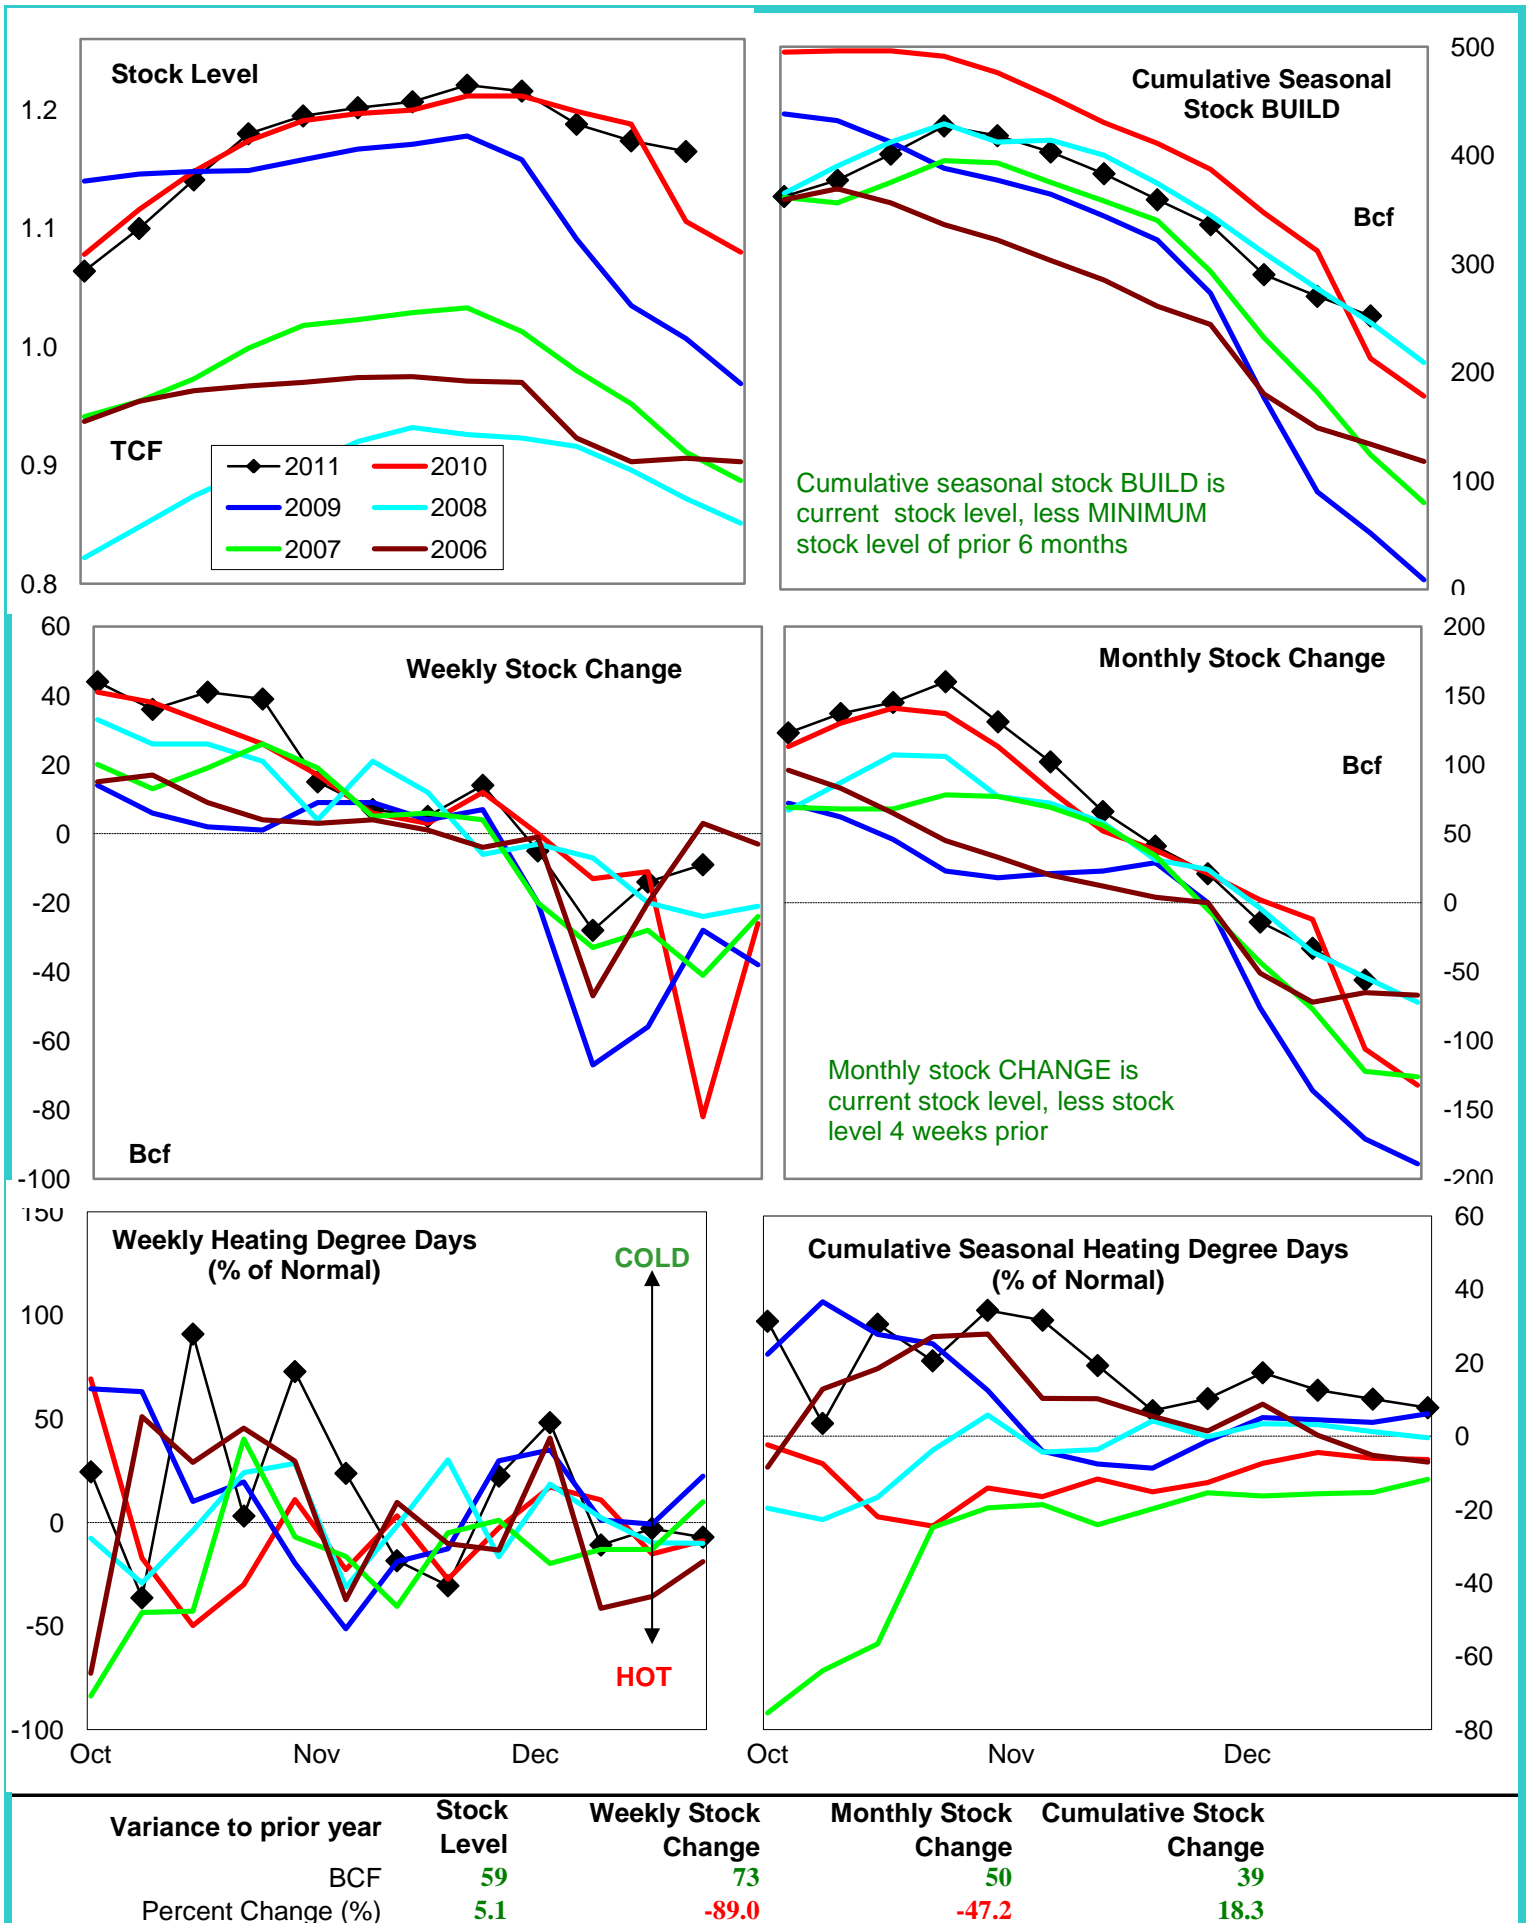 Stock Level
1.2
1.1
1.0
0.9
0.8
TCF
2011
2010
2009
2008
2007
2006
Cumulative Seasonal
Stock BUILD
500
400
300
200
100
0
Bcf
Cumulative seasonal stock BUILD is
current stock level, less MINIMUM
stock level of prior 6 months
Weekly Stock Change
60
40
20
0
-20
-40
-60
-80
-100
Bcf
Monthly Stock Change
200
150
100
50
0
-50
-100
-150
-200
Bcf
Monthly stock CHANGE is
current stock level, less stock
level 4 weeks prior
Weekly Heating Degree Days
(% of Normal)
150
100
50
0
-50
-100
COLD
HOT
Oct Nov Dec
Cumulative Seasonal Heating Degree Days
(% of Normal)
60
40
20
0
-20
-40
-60
-80
Oct Nov Dec
Variance to prior year Stock Level Weekly Stock Change Monthly Stock Change Cumulative Stock Change
BCF 59 73 50 39
Percent Change (%) 5.1 -89.0 -47.2 18.3